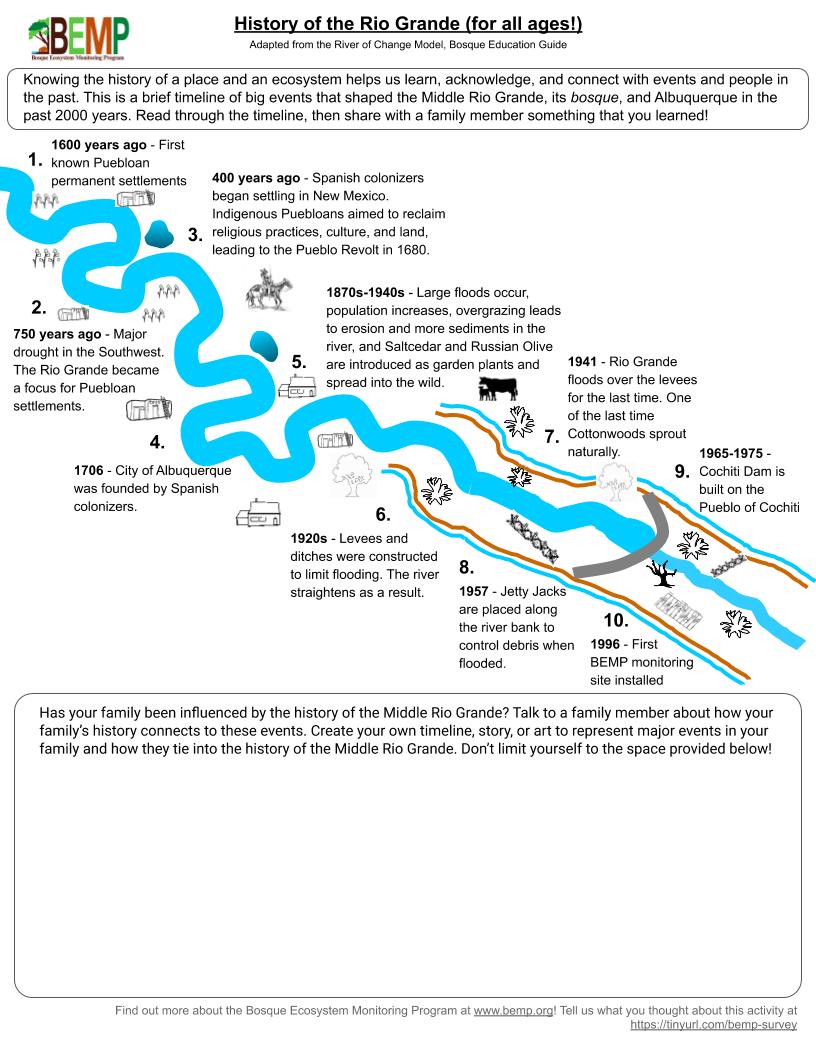 BEMP
Bosque Ecosystem Monitoring Program
History of the Rio Grande (for all ages!)
Adapted from the River of Change Model, Bosque Education Guide
Knowing the history of a place and an ecosystem helps us learn, acknowledge, and connect with events and people in
the past. This is a brief timeline of big events that shaped the Middle Rio Grande, its bosque, and Albuquerque in the
past 2000 years. Read through the timeline, then share with a family member something that you learned!
1.
1600 years ago - First
known Puebloan
permanent settlements
2.
750 years ago - Major
drought in the Southwest.
The Rio Grande became
a focus for Puebloan
settlements.
3.
400 years ago - Spanish colonizers
began settling in New Mexico.
Indigenous Puebloans aimed to reclaim
religious practices, culture, and land,
leading to the Pueblo Revolt in 1680.
4.
1706 - City of Albuquerque
was founded by Spanish
colonizers.
5.
1870s-1940s - Large floods occur,
population increases, overgrazing leads
to erosion and more sediments in the
river, and Saltcedar and Russian Olive
are introduced as garden plants and
spread into the wild.
6.
1920s - Levees and
ditches were constructed
to limit flooding. The river
straightens as a result.
7.
1941 - Rio Grande
floods over the levees
for the last time. One
of the last time
Cottonwoods sprout
naturally.
8.
1957 - Jetty Jacks
are placed along
the river bank to
control debris when
flooded.
9.
1965-1975 -
Cochiti Dam is
built on the
Pueblo of Cochiti
10.
1996 - First
BEMP monitoring
site installed
Has your family been influenced by the history of the Middle Rio Grande? Talk to a family member about how your
family's history connects to these events. Create your own timeline, story, or art to represent major events in your
family and how they tie into the history of the Middle Rio Grande. Don't limit yourself to the space provided below!
Find out more about the Bosque Ecosystem Monitoring Program at www.bemp.org! Tell us what you thought about this activity at
https://tinyurl.com/bemp-survey